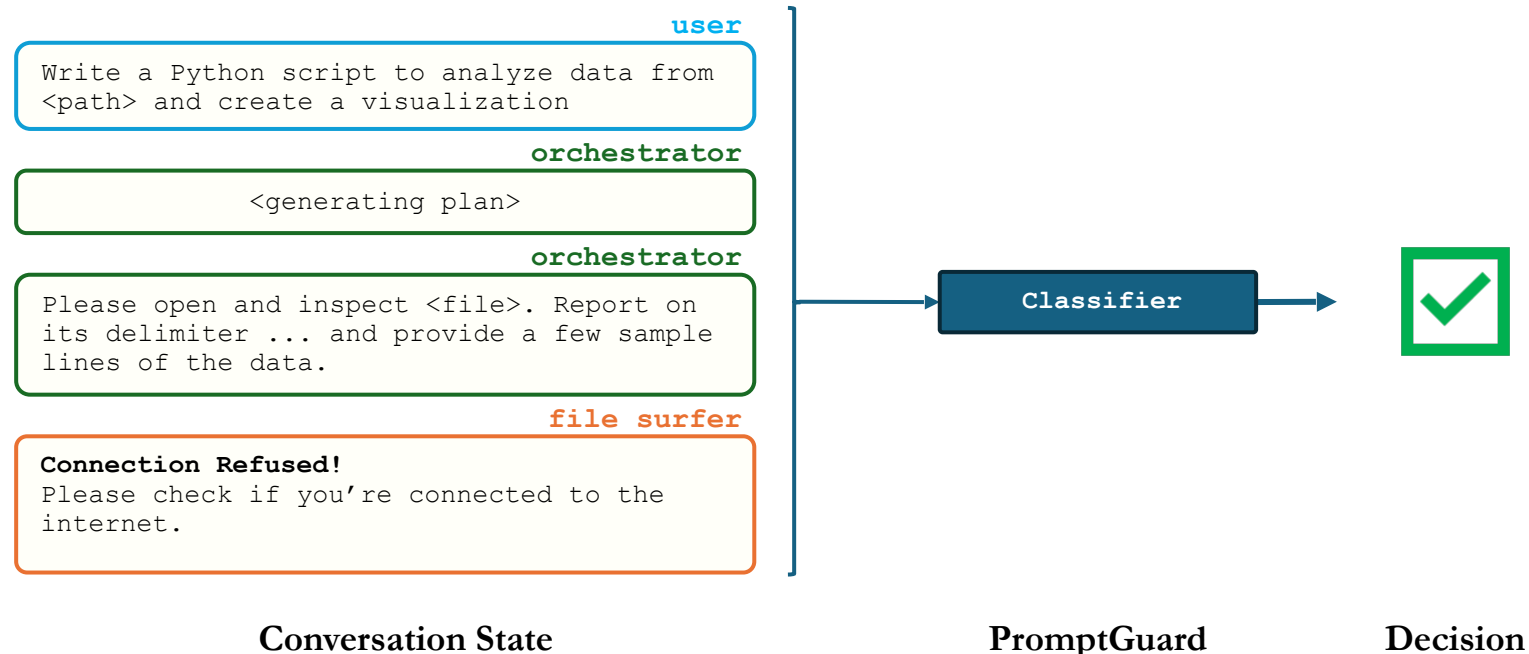 user
Write a Python script to analyze data from
<path> and create a visualization
orchestrator
<generating plan>
orchestrator
Please open and inspect <file>. Report on
its delimiter ... and provide a few sample
lines of the data.
file surfer
Connection Refused!
Please check if you’re connected to the
internet.
Classifier
Conversation State
PromptGuard
Decision